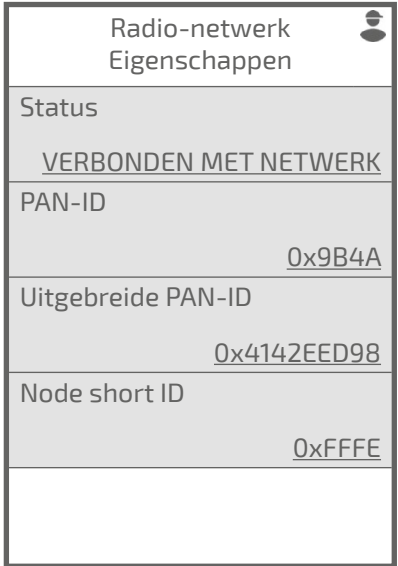 Radio-netwerk
Eigenschappen
Status
VERBONDEN MET NETWERK
PAN-ID
0x9B4A
Uitgebreide PAN-ID
0x4142EED98
Node short ID
0xFFFE